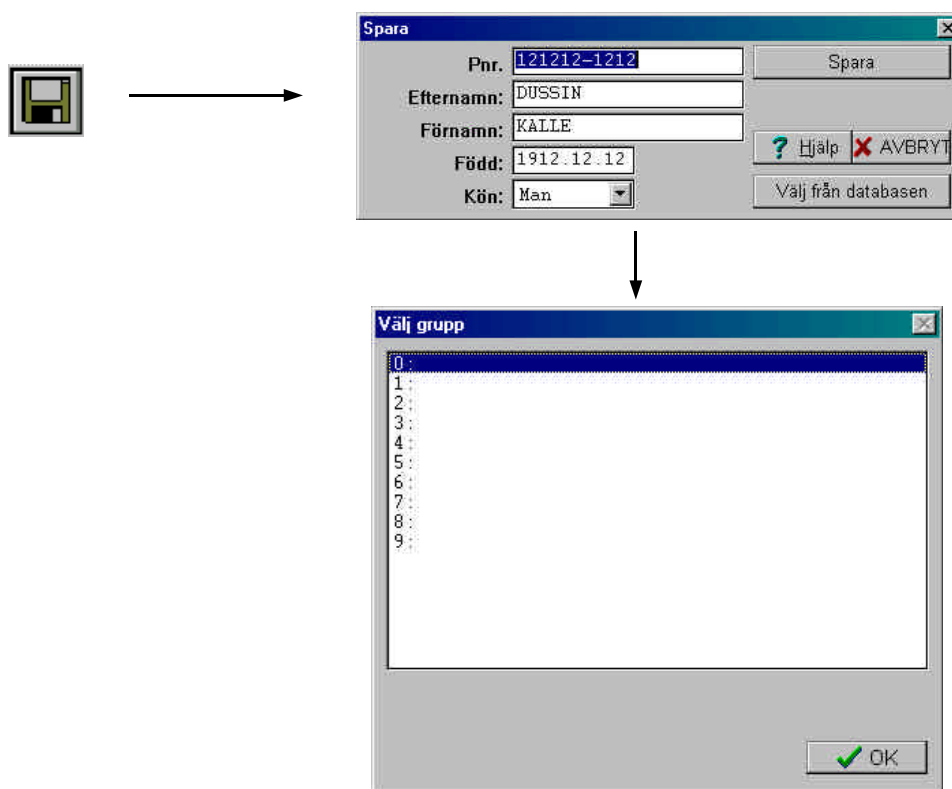 Spara
Pnr. 121212-1212 Spara
Efternamn: DUSSIN
Förnamn: KALLE ? Hjälp AVBRYT
Född: 1912.12.12
Kön: Man Välj från databasen
Välj grupp
0:
1:
2:
3:
4:
5:
6:
7:
8:
9:
OK